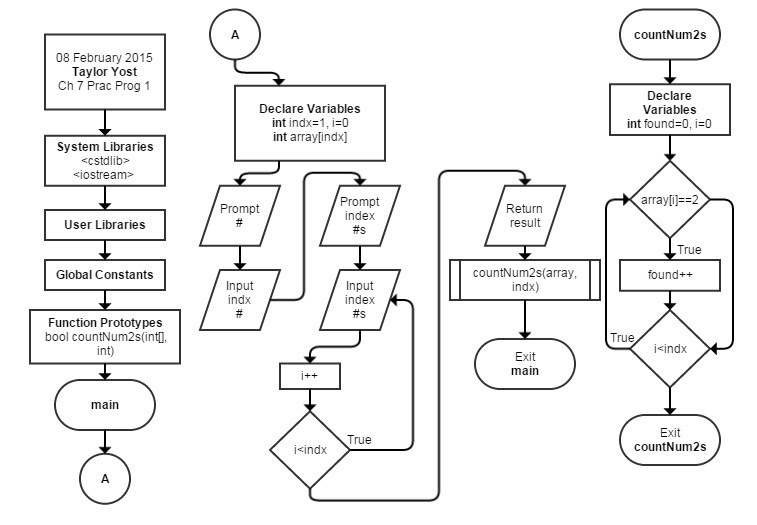 08 February 2015
Taylor Yost
Ch 7 Prac Prog 1
System Libraries
<cstdlib>
<iostream>
User Libraries
Global Constants
Function Prototypes
bool countNum2s(int[],
int)
main
A
A
Declare Variables
int indx=1, i=0
int array[indx]
Prompt
#
Input
indx
#
Prompt
index
#s
Input
index
#s
i++
i<indx
True
Return
result
countNum2s(array,
indx)
Exit
main
countNum2s
Declare
Variables
int found=0, i=0
array[i]==2
True
found++
True
i<indx
Exit
countNum2s